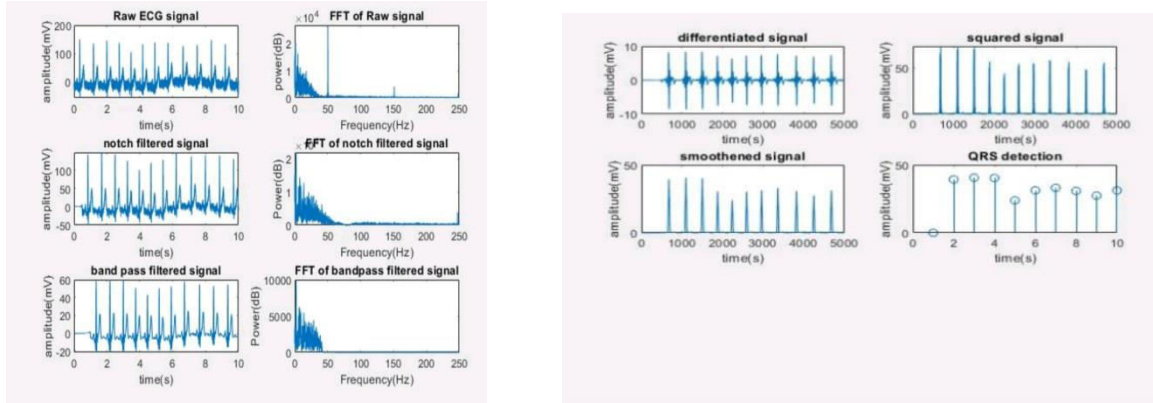 Raw ECG signal
amplitude(mV)
200
100
0
0 2 4 6 8 10
time(s)
×10⁴ FFT of Raw signal
power(dB)
2
1
0
0 50 100 150 200 250
Frequency(Hz)
notch filtered signal
amplitude(mV)
100
50
0
-50
0 2 4 6 8 10
time(s)
FFT of notch filtered signal
Power(dB)
2
1
0
0 50 100 150 200 250
Frequency(Hz)
band pass filtered signal
amplitude(mV)
60
40
20
0
-20
0 2 4 6 8 10
time(s)
FFT of bandpass filtered signal
Power(dB)
10000
5000
0
0 50 100 150 200 250
Frequency(Hz)
differentiated signal
amplitude(mV)
10
0
-10
0 1000 2000 3000 4000 5000
time(s)
squared signal
amplitude(mV)
50
0
0 1000 2000 3000 4000 5000
time(s)
smoothened signal
amplitude(mV)
50
0
0 1000 2000 3000 4000 5000
time(s)
QRS detection
amplitude(mV)
50
0
0 2 4 6 8 10
time(s)